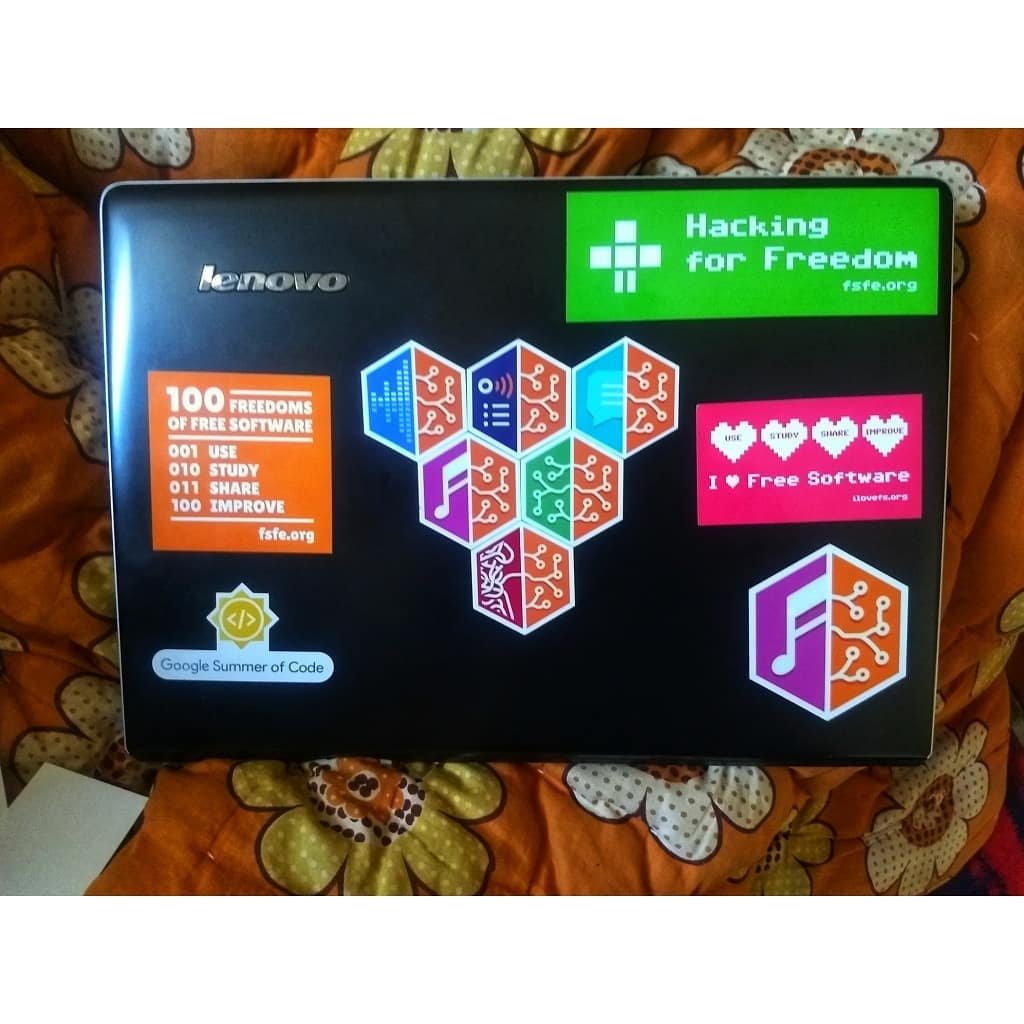 lenovo
Hacking
for Freedom
fsfe.org
100 FREEDOMS
OF FREE SOFTWARE
001 USE
010 STUDY
011 SHARE
100 IMPROVE
fsfe.org
USE STUDY SHARE IMPROVE
I ♥ Free Software
ilovefs.org
</>
Google Summer of Code